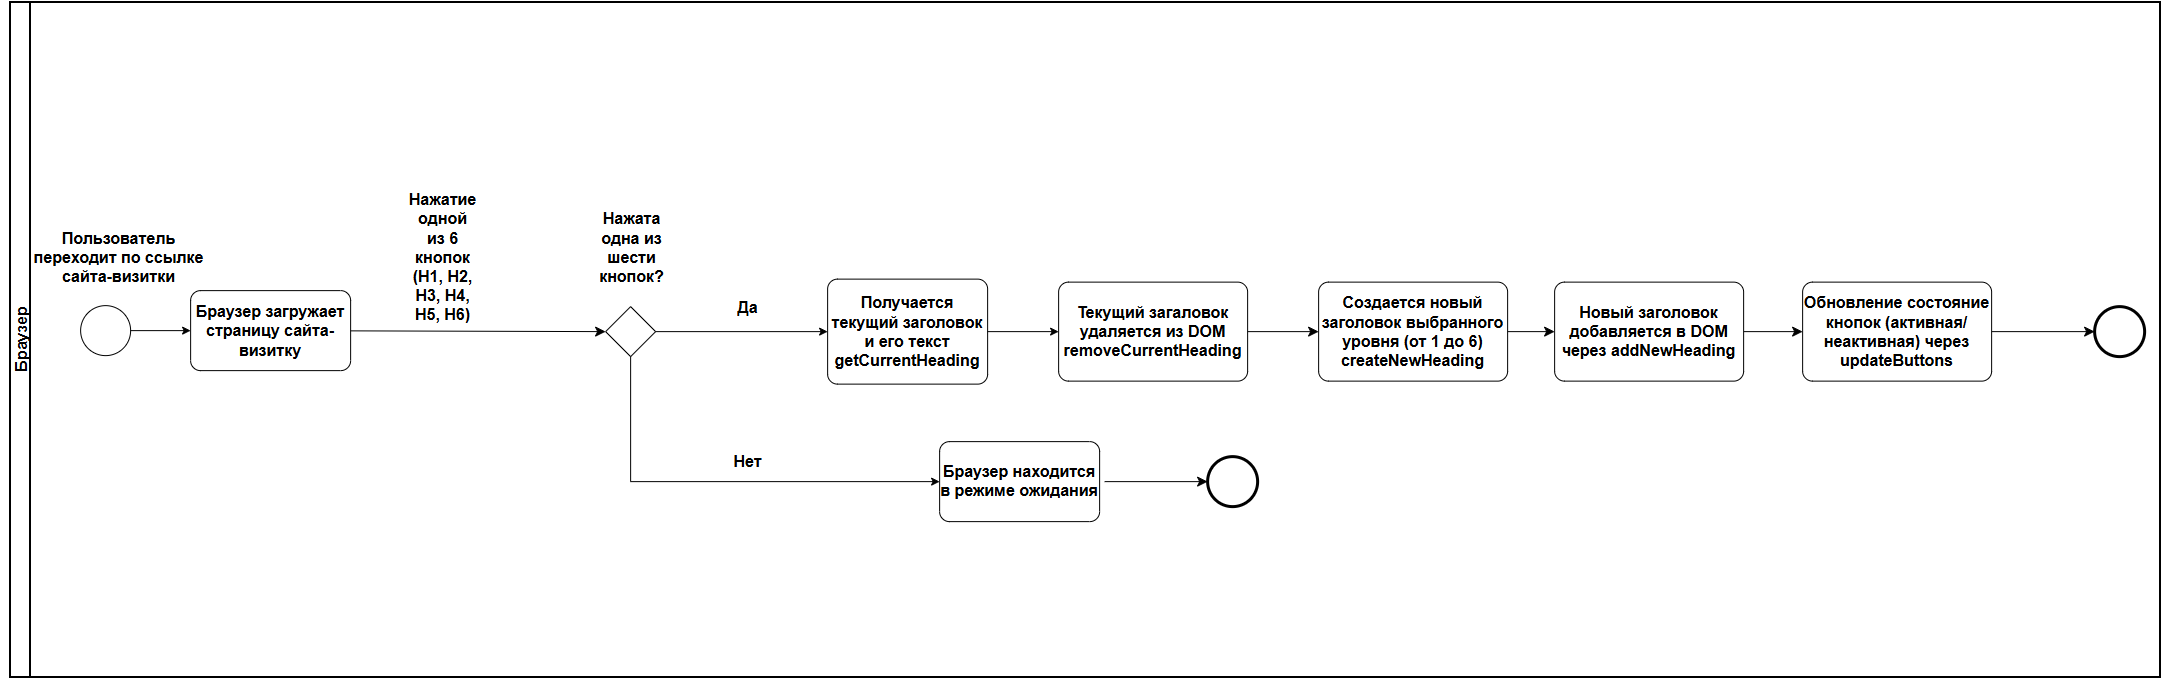 Браузер
Пользователь
переходит по ссылке
сайта-визитки
Браузер загружает
страницу сайта-
визитку
Нажатие
одной
из 6
кнопок
(H1, H2,
H3, H4,
H5, H6)
Нажата
одна из
шести
кнопок?
Да
Получается
текущий заголовок
и его текст
getCurrentHeading
Текущий загаловок
удаляется из DOM
removeCurrentHeading
Создается новый
заголовок выбранного
уровня (от 1 до 6)
createNewHeading
Новый заголовок
добавляется в DOM
через addNewHeading
Обновление состояние
кнопок (активная/
неактивная) через
updateButtons
Нет
Браузер находится
в режиме ожидания